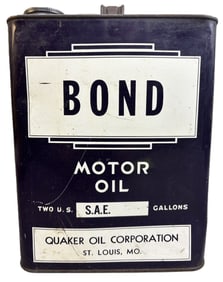 BOND
MOTOR
OIL
TWO U.S. S.A.E. GALLONS
QUAKER OIL CORPORATION
ST. LOUIS, MO.